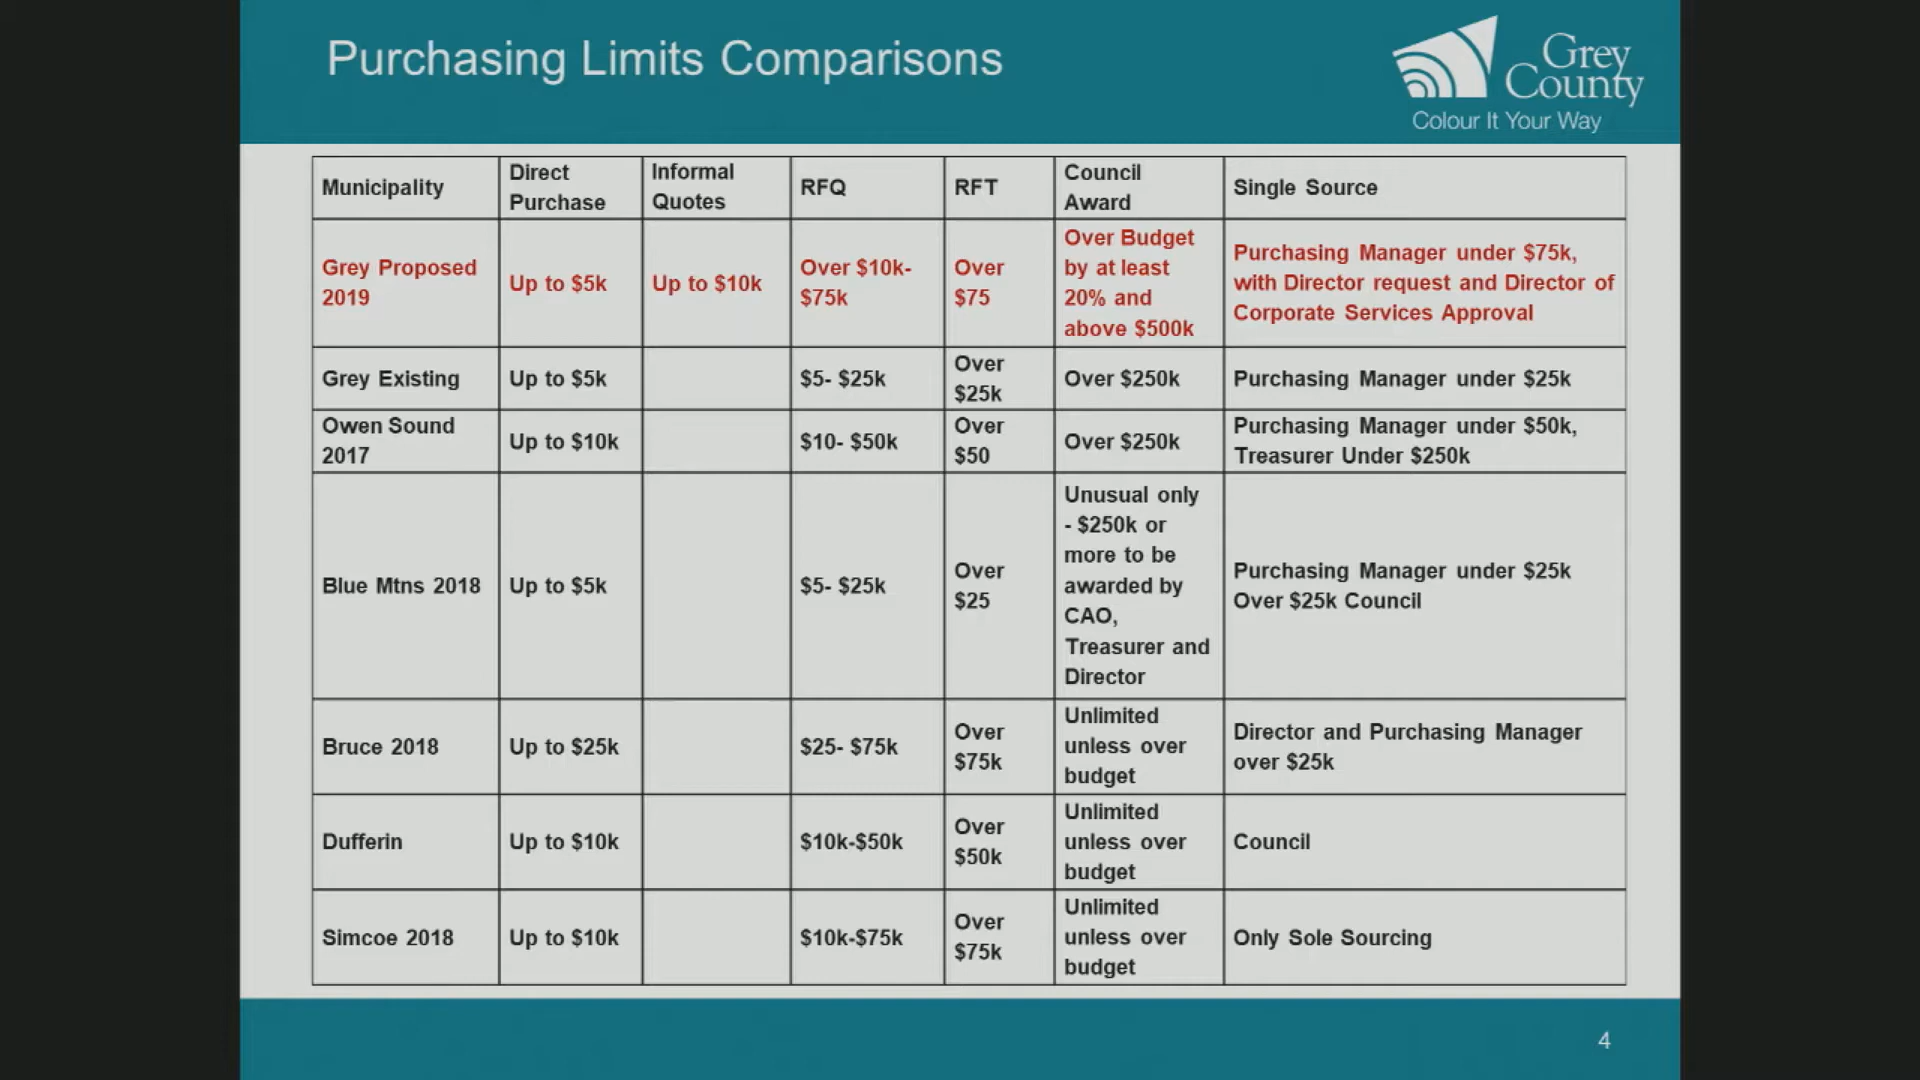 Purchasing Limits Comparisons
Grey
County
Colour It Your Way
Municipality
Direct
Purchase
Informal
Quotes
RFQ
RFT
Council
Award
Single Source
Grey Proposed
2019
Up to $5k
Up to $10k
Over $10k-
$75k
Over
$75
Over Budget
by at least
20% and
above $500k
Purchasing Manager under $75k,
with Director request and Director of
Corporate Services Approval
Grey Existing
Up to $5k
$5- $25k
Over
$25k
Over $250k
Purchasing Manager under $25k
Owen Sound
2017
Up to $10k
$10- $50k
Over
$50
Over $250k
Purchasing Manager under $50k,
Treasurer Under $250k
Blue Mtns 2018
Up to $5k
$5- $25k
Over
$25
Unusual only
- $250k or
more to be
awarded by
CAO,
Treasurer and
Director
Purchasing Manager under $25k
Over $25k Council
Bruce 2018
Up to $25k
$25- $75k
Over
$75k
Unlimited
unless over
budget
Director and Purchasing Manager
over $25k
Dufferin
Up to $10k
$10k-$50k
Over
$50k
Unlimited
unless over
budget
Council
Simcoe 2018
Up to $10k
$10k-$75k
Over
$75k
Unlimited
unless over
budget
Only Sole Sourcing
4